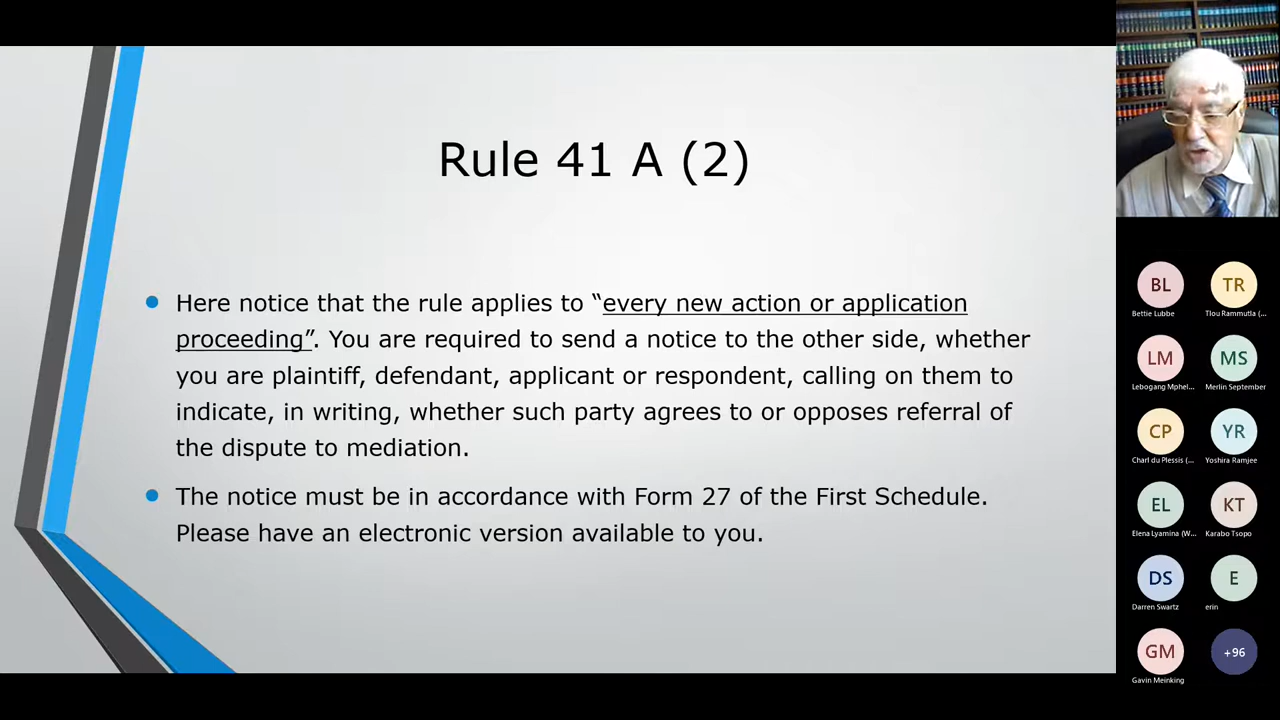 Rule 41 A (2)
Here notice that the rule applies to “every new action or application
proceeding”. You are required to send a notice to the other side, whether
you are plaintiff, defendant, applicant or respondent, calling on them to
indicate, in writing, whether such party agrees to or opposes referral of
the dispute to mediation.
The notice must be in accordance with Form 27 of the First Schedule.
Please have an electronic version available to you.
BL TR
Bettie Lubbe Tlou Rammutla (...
LM MS
Lebogang Mphel... Merlin September
CP YR
Charl du Plessis (... Yoshira Ramjee
EL KT
Elena Lyamina (W... Karabo Tsopo
DS E
Darren Swartz erin
GM +96
Gavin Meinking